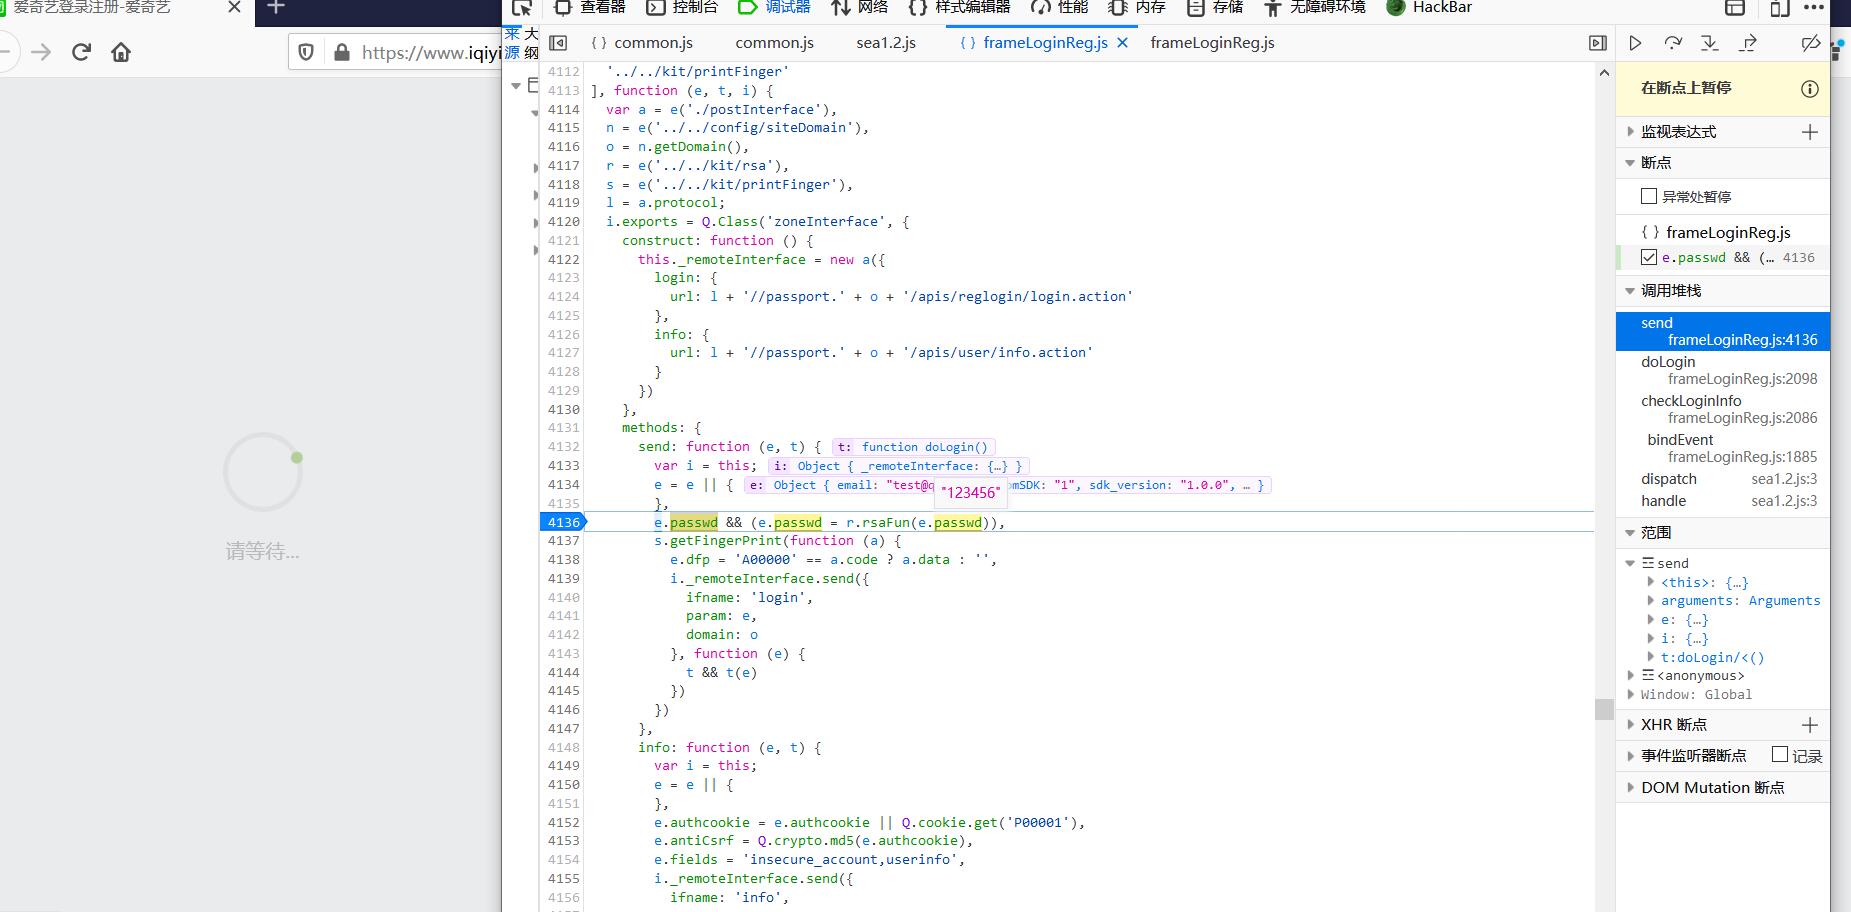 爱奇艺登录注册-爱奇艺
https://www.iqiyi
请等待...
查看器 控制台 调试器 网络 样式编辑器 性能 内存 存储 无障碍环境 HackBar
来源 大纲
{ } common.js common.js sea1.2.js { } frameLoginReg.js frameLoginReg.js
4112 '../../kit/printFinger'
4113 ], function (e, t, i) {
4114 var a = e('./postInterface'),
4115 n = e('../../config/siteDomain'),
4116 o = n.getDomain(),
4117 r = e('../../kit/rsa'),
4118 s = e('../../kit/printFinger'),
4119 l = a.protocol;
4120 i.exports = Q.Class('zoneInterface', {
4121 construct: function () {
4122 this._remoteInterface = new a({
4123 login: {
4124 url: l + '//passport.' + o + '/apis/reglogin/login.action'
4125 },
4126 info: {
4127 url: l + '//passport.' + o + '/apis/user/info.action'
4128 }
4129 })
4130 },
4131 methods: {
4132 send: function (e, t) { t: function doLogin()
4133 var i = this; i: Object { _remoteInterface: {…} }
4134 e = e || { e: Object { email: "test@q "123456" omSDK: "1", sdk_version: "1.0.0", … }
4135 },
4136 e.passwd && (e.passwd = r.rsaFun(e.passwd)),
4137 s.getFingerPrint(function (a) {
4138 e.dfp = 'A00000' == a.code ? a.data : '',
4139 i._remoteInterface.send({
4140 ifname: 'login',
4141 param: e,
4142 domain: o
4143 }, function (e) {
4144 t && t(e)
4145 })
4146 })
4147 },
4148 info: function (e, t) {
4149 var i = this;
4150 e = e || {
4151 },
4152 e.authcookie = e.authcookie || Q.cookie.get('P00001'),
4153 e.antiCsrf = Q.crypto.md5(e.authcookie),
4154 e.fields = 'insecure_account,userinfo',
4155 i._remoteInterface.send({
4156 ifname: 'info',
在断点上暂停
监视表达式
断点
异常处暂停
{ } frameLoginReg.js
e.passwd && (… 4136
调用堆栈
send
frameLoginReg.js:4136
doLogin
frameLoginReg.js:2098
checkLoginInfo
frameLoginReg.js:2086
_bindEvent
frameLoginReg.js:1885
dispatch sea1.2.js:3
handle sea1.2.js:3
范围
send
<this>: {…}
arguments: Arguments
e: {…}
i: {…}
t:doLogin/<()
<anonymous>
Window: Global
XHR 断点
事件监听器断点 记录
DOM Mutation 断点